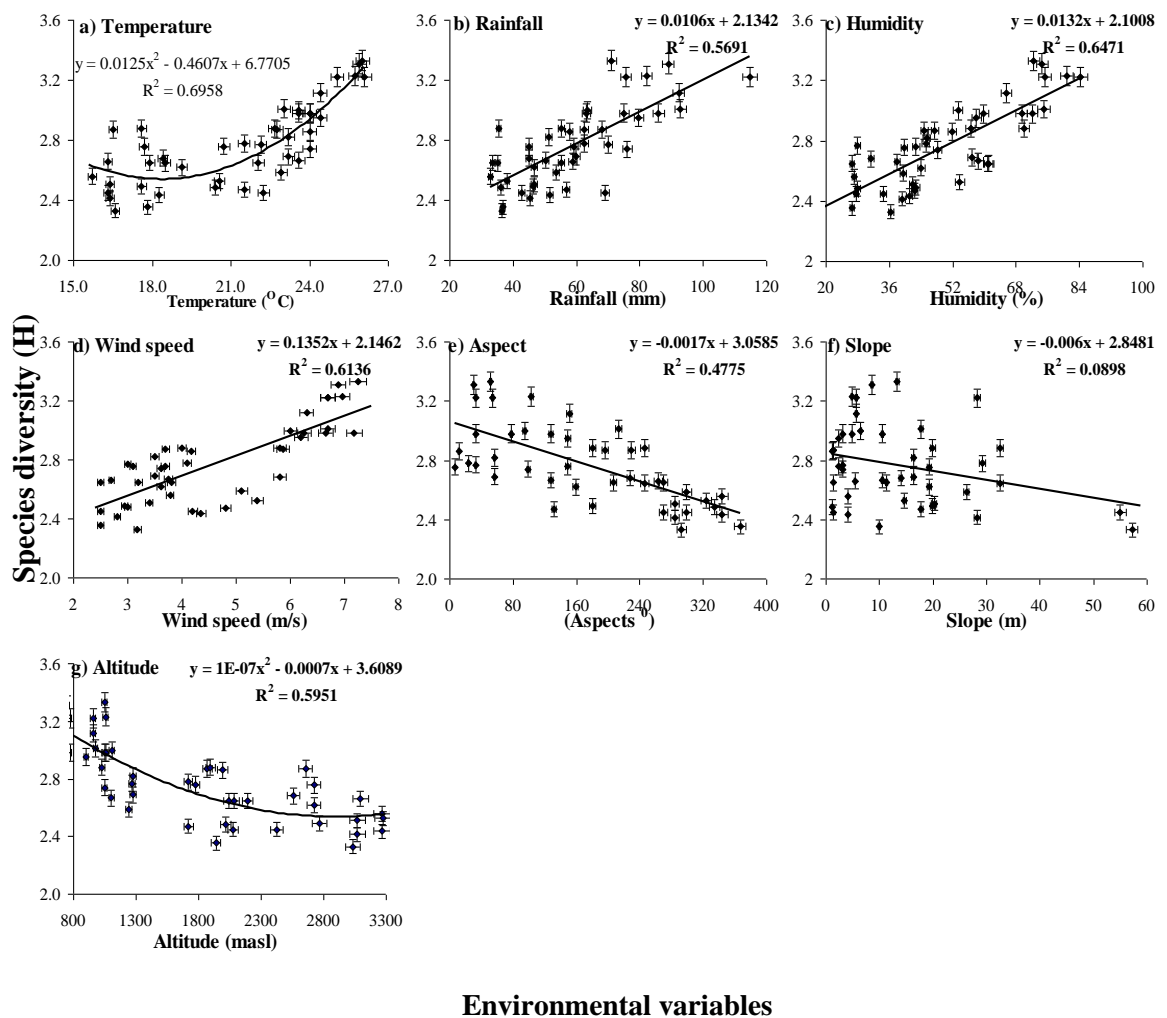 Species diversity (H)
a) Temperature
y = 0.0125x² - 0.4607x + 6.7705
R² = 0.6958
3.6
3.2
2.8
2.4
2.0
15.0 18.0 21.0 24.0 27.0
Temperature (ᴼC)
b) Rainfall
y = 0.0106x + 2.1342
R² = 0.5691
3.6
3.2
2.8
2.4
2
20 40 60 80 100 120
Rainfall (mm)
c) Humidity
y = 0.0132x + 2.1008
R² = 0.6471
3.6
3.2
2.8
2.4
2
20 36 52 68 84 100
Humidity (%)
d) Wind speed
y = 0.1352x + 2.1462
R² = 0.6136
3.6
3.2
2.8
2.4
2.0
2 3 4 5 6 7 8
Wind speed (m/s)
e) Aspect
y = -0.0017x + 3.0585
R² = 0.4775
3.6
3.2
2.8
2.4
2.0
0 80 160 240 320 400
(Aspects ⁰)
f) Slope
y = -0.006x + 2.8481
R² = 0.0898
3.6
3.2
2.8
2.4
2
0 10 20 30 40 50 60
Slope (m)
g) Altitude
y = 1E-07x² - 0.0007x + 3.6089
R² = 0.5951
3.6
3.2
2.8
2.4
2.0
800 1300 1800 2300 2800 3300
Altitude (masl)
Environmental variables